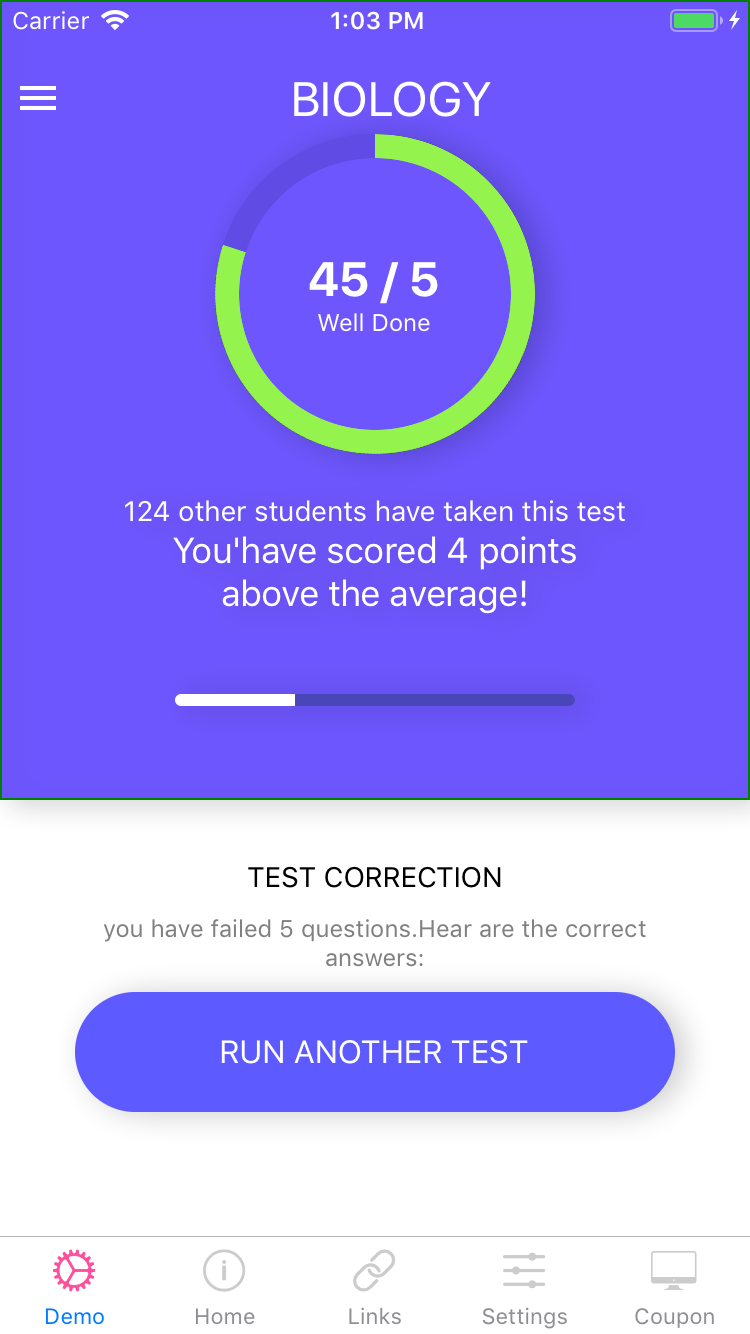 Carrier 1:03 PM
BIOLOGY
45 / 5
Well Done
124 other students have taken this test
You'have scored 4 points
above the average!
TEST CORRECTION
you have failed 5 questions.Hear are the correct
answers:
RUN ANOTHER TEST
Demo Home Links Settings Coupon